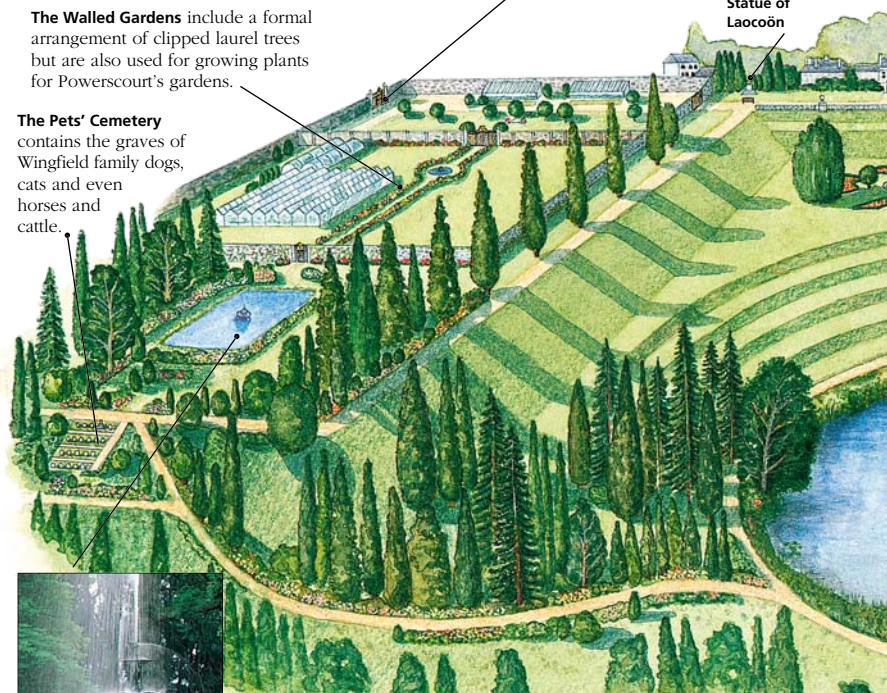 The Walled Gardens include a formal
arrangement of clipped laurel trees
but are also used for growing plants
for Powerscourt's gardens.
The Pets' Cemetery
contains the graves of
Wingfield family dogs,
cats and even
horses and
cattle.
Statue of
Laocoön